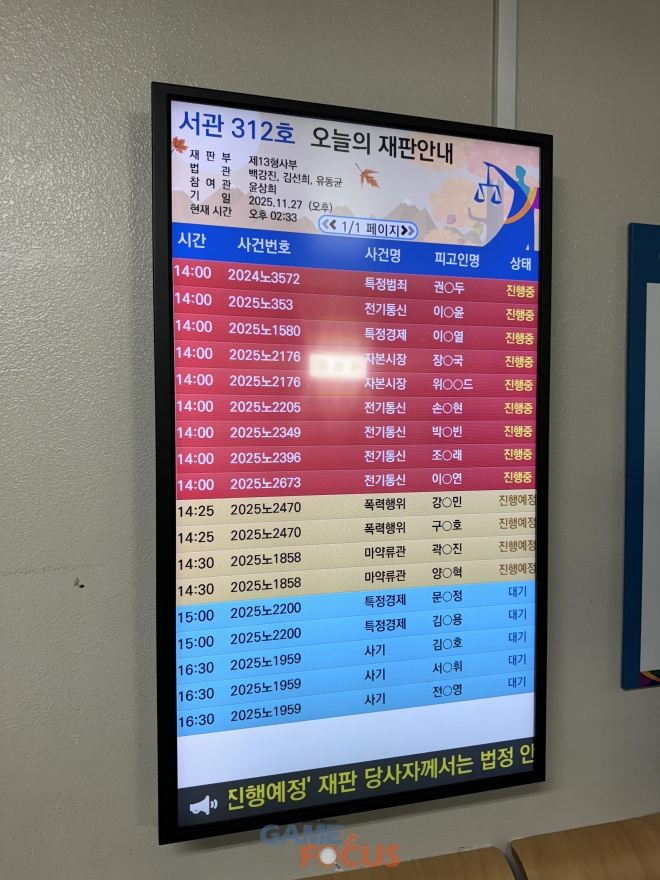 서관 312호 오늘의 재판안내
재 판 부 제13형사부
법 관 백강진, 김선희, 유동균
참 여 관 윤상희
기 일 2025.11.27 (오후)
현재 시간 오후 02:33
1/1 페이지
시간 사건번호 사건명 피고인명 상태
14:00 2024노3572 특정범죄 권○두 진행중
14:00 2025노353 전기통신 이○윤 진행중
14:00 2025노1580 특정경제 이○열 진행중
14:00 2025노2176 자본시장 장○국 진행중
14:00 2025노2176 자본시장 위○○드 진행중
14:00 2025노2205 전기통신 손○현 진행중
14:00 2025노2349 전기통신 박○빈 진행중
14:00 2025노2396 전기통신 조○래 진행중
14:00 2025노2673 전기통신 이○연 진행중
14:25 2025노2470 폭력행위 강○민 진행예정
14:25 2025노2470 폭력행위 구○호 진행예정
14:30 2025노1858 마약류관 곽○진 진행예정
14:30 2025노1858 마약류관 양○혁 진행예정
15:00 2025노2200 특정경제 문○정 대기
15:00 2025노2200 특정경제 김○용 대기
16:30 2025노1959 사기 김○호 대기
16:30 2025노1959 사기 서○휘 대기
16:30 2025노1959 사기 전○영 대기
진행예정' 재판 당사자께서는 법정 안
GAME
FOCUS